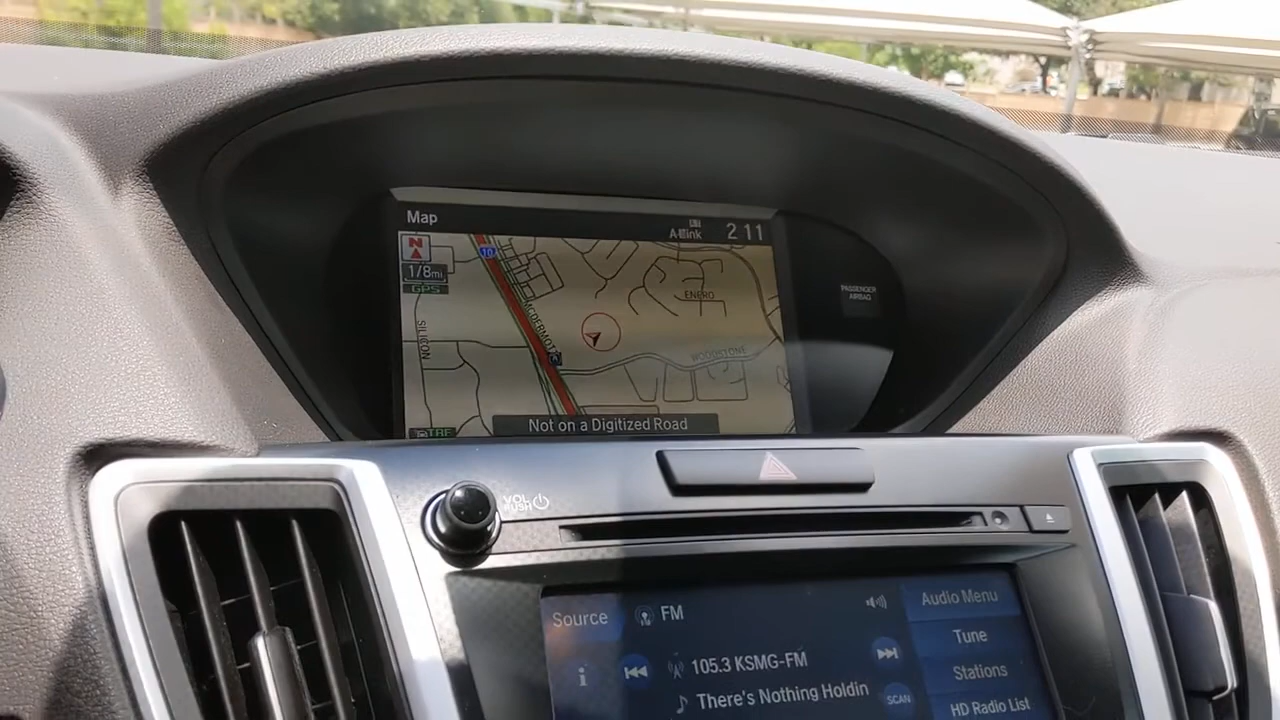 Map
A Link
2 11
N
1/8mi
GPS
10
ENERO
MCDERMOTT
SILICON
WOODSTONE
TRF
Not on a Digitized Road
PASSENGER
AIRBAG
VOL
PUSH
Source
FM
Audio Menu
Tune
i
105.3 KSMG-FM
Stations
There's Nothing Holdin
SCAN
HD Radio List